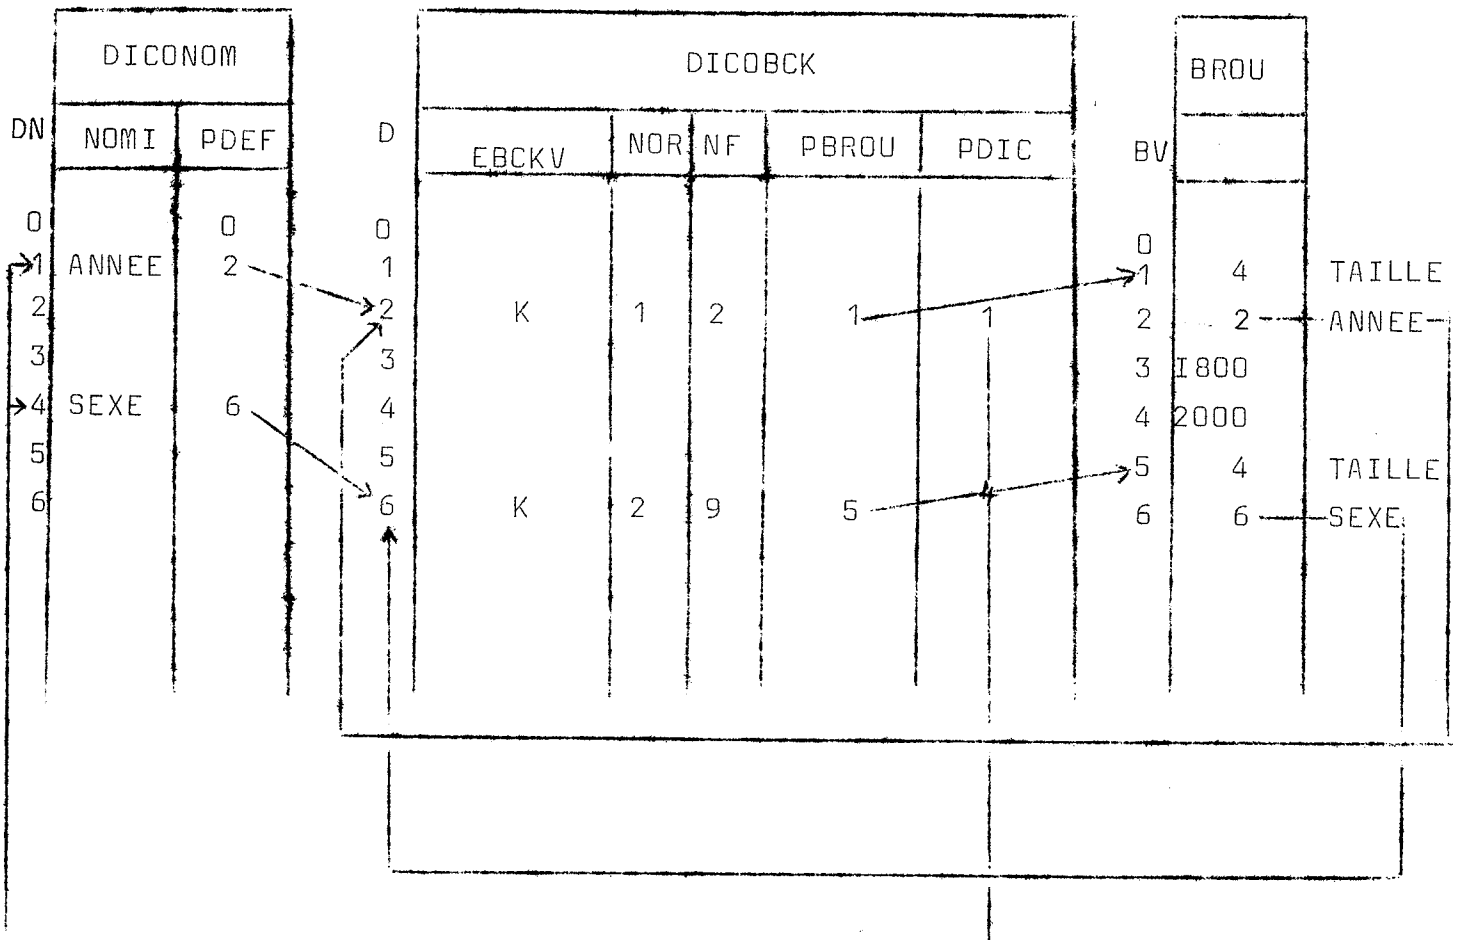 DICONOM DICOBCK BROU
DN NOMI PDEF D EBCKV NOR NF PBROU PDIC BV
0 0 0 0
1 ANNEE 2 1 1 4 TAILLE
2 2 K 1 2 1 1 2 2 ANNEE
3 3 3 1800
4 SEXE 6 4 4 2000
5 5 5 4 TAILLE
6 6 K 2 9 5 4 6 6 SEXE